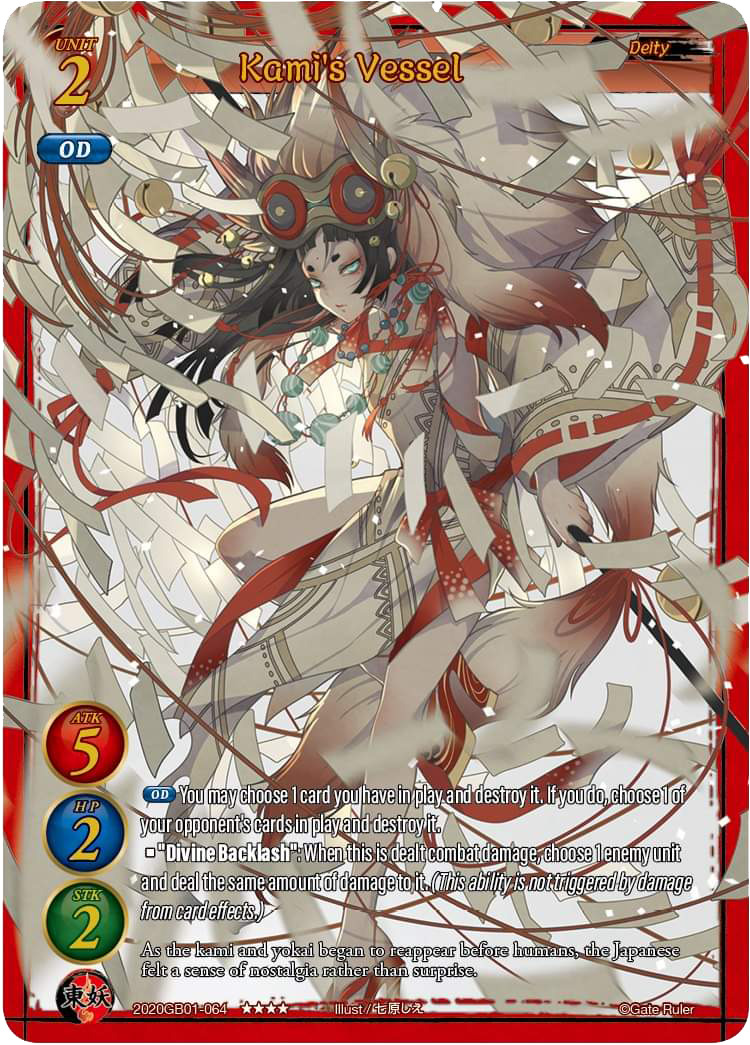 UNIT
2
Kami's Vessel
Deity
OD
ATK
5
HP
2
STK
2
OD You may choose 1 card you have in play and destroy it. If you do, choose 1 of
your opponent's cards in play and destroy it.
▪"Divine Backlash": When this is dealt combat damage, choose 1 enemy unit
and deal the same amount of damage to it. (This ability is not triggered by damage
from card effects.)
As the kami and yokai began to reappear before humans, the Japanese
felt a sense of nostalgia rather than surprise.
東妖
2020GB01-064 ★★★★ Illust / 七原しえ ©Gate Ruler